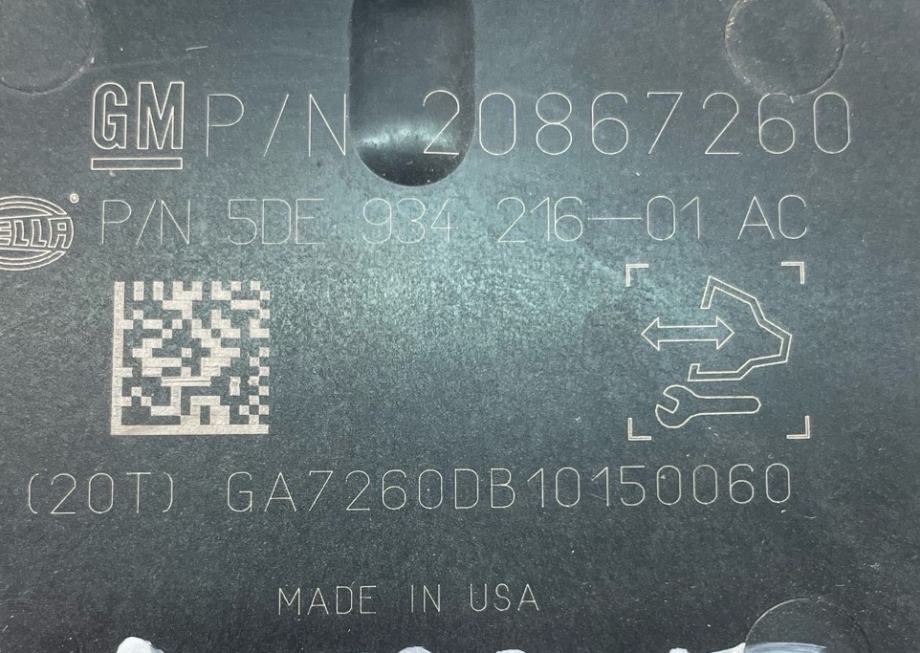 GM P/N 20867260
HELLA® P/N 5DE 934 216-01 AC
(20T) GA7260DB10150060
MADE IN USA